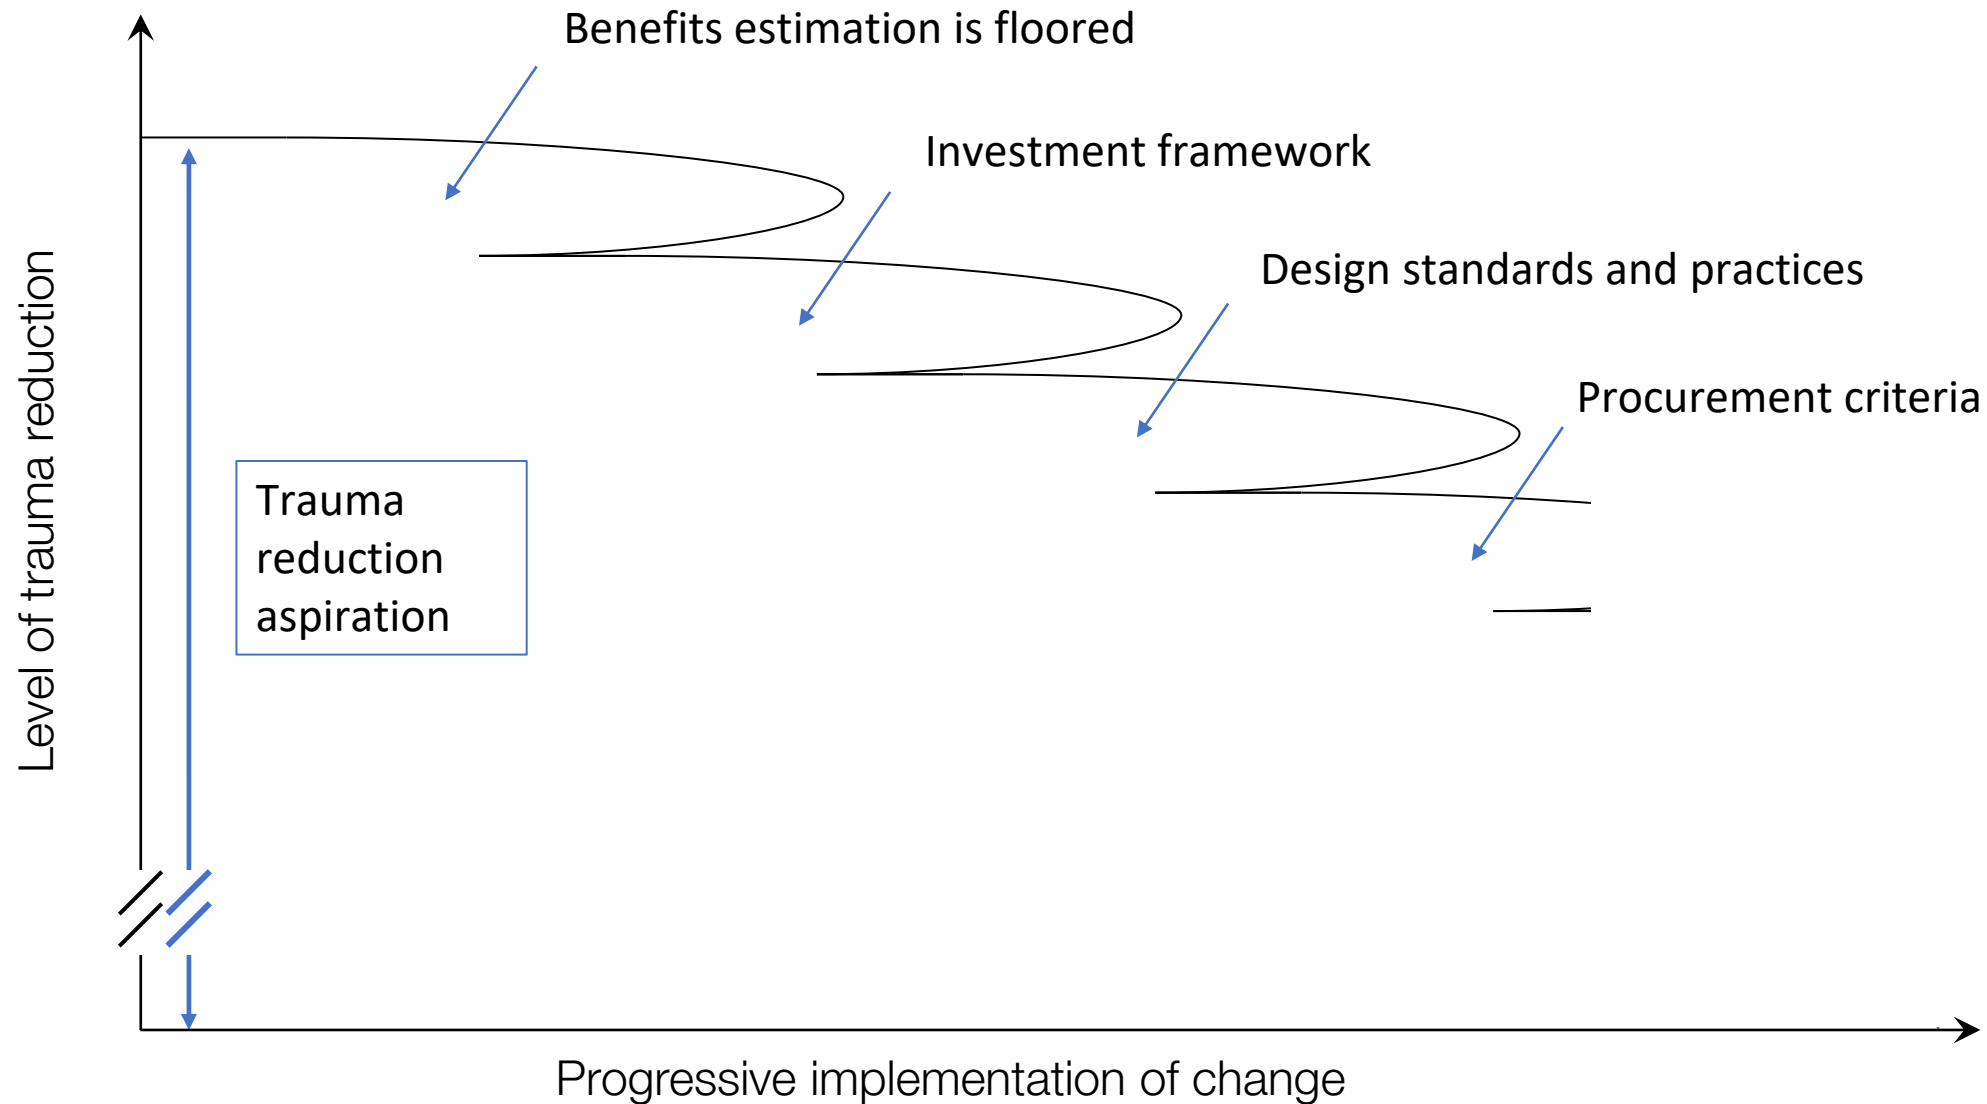 Benefits estimation is floored
Investment framework
Design standards and practices
Procurement criteria
Level of trauma reduction
Trauma
reduction
aspiration
Progressive implementation of change